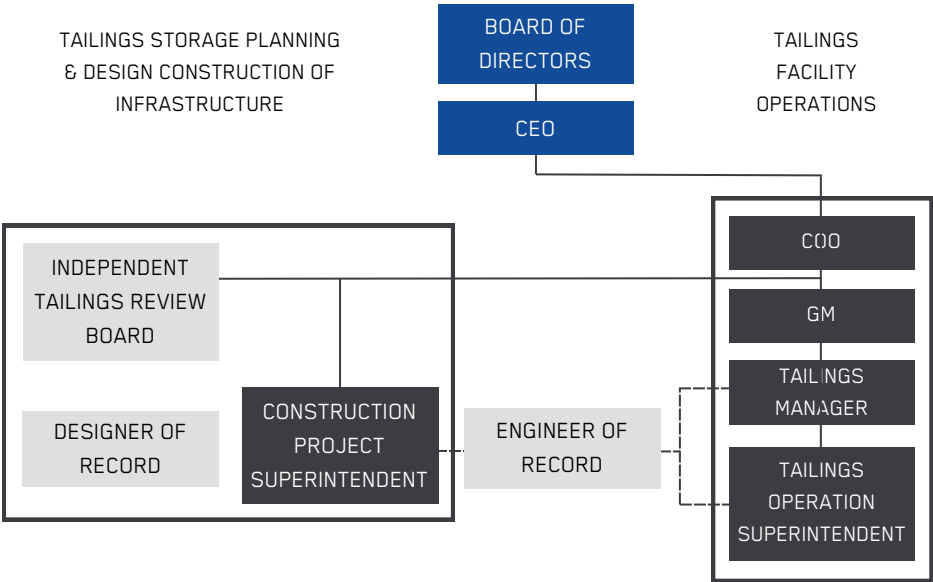 TAILINGS STORAGE PLANNING
& DESIGN CONSTRUCTION OF
INFRASTRUCTURE
BOARD OF
DIRECTORS
CEO
TAILINGS
FACILITY
OPERATIONS
INDEPENDENT
TAILINGS REVIEW
BOARD
DESIGNER OF
RECORD
CONSTRUCTION
PROJECT
SUPERINTENDENT
ENGINEER OF
RECORD
COO
GM
TAILINGS
MANAGER
TAILINGS
OPERATION
SUPERINTENDENT